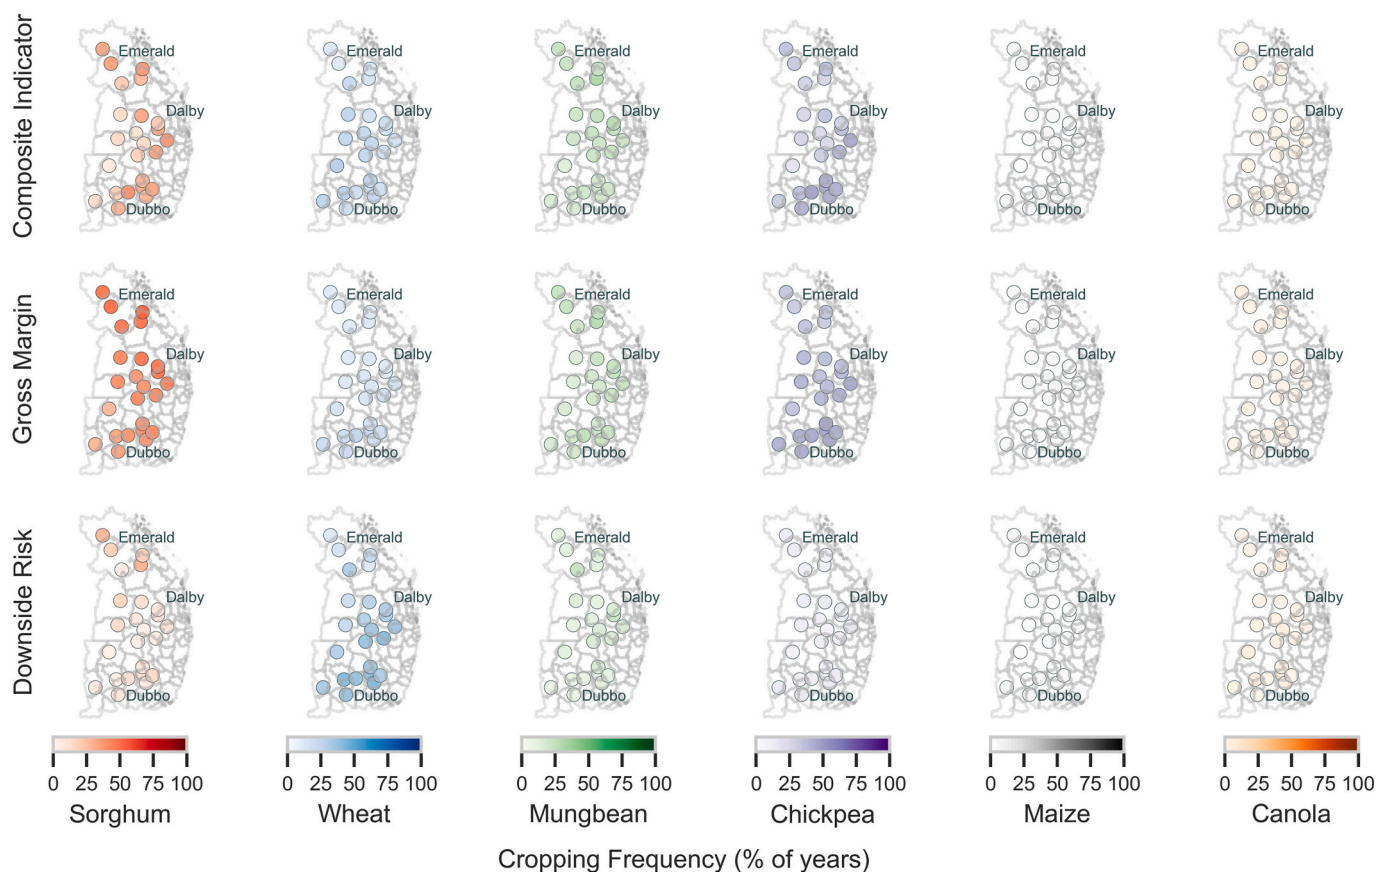 Composite Indicator
Emerald Emerald Emerald Emerald Emerald Emerald
Dalby Dalby Dalby Dalby Dalby Dalby
Dubbo Dubbo Dubbo Dubbo Dubbo Dubbo
Gross Margin
Emerald Emerald Emerald Emerald Emerald Emerald
Dalby Dalby Dalby Dalby Dalby Dalby
Dubbo Dubbo Dubbo Dubbo Dubbo Dubbo
Downside Risk
Emerald Emerald Emerald Emerald Emerald Emerald
Dalby Dalby Dalby Dalby Dalby Dalby
Dubbo Dubbo Dubbo Dubbo Dubbo Dubbo
0 25 50 75 100 0 25 50 75 100 0 25 50 75 100 0 25 50 75 100 0 25 50 75 100 0 25 50 75 100
Sorghum Wheat Mungbean Chickpea Maize Canola
Cropping Frequency (% of years)